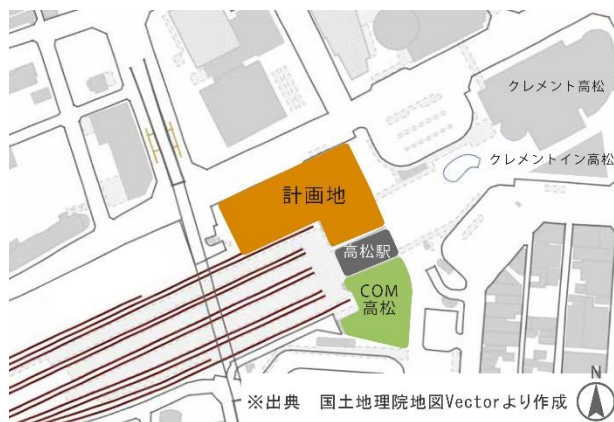 クレメント高松
クレメントイン高松
計画地
高松駅
COM
高松
N
※出典 国土地理院地図Vectorより作成